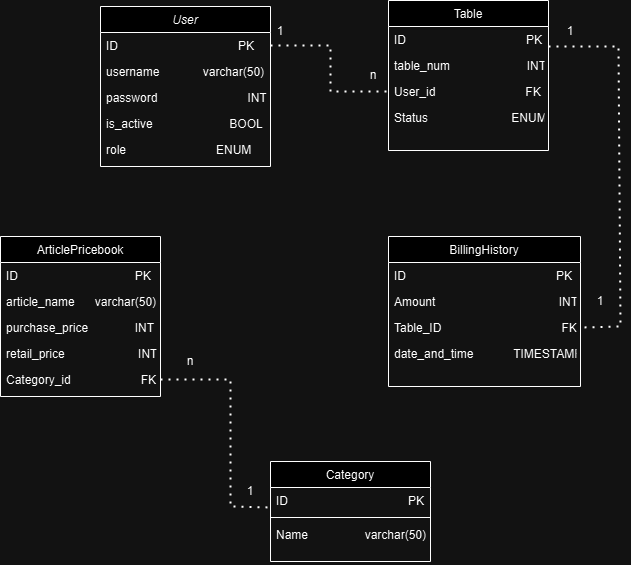 User
ID PK
username varchar(50)
password INT
is_active BOOL
role ENUM
1
n
Table
ID PK
table_num INT
User_id FK
Status ENUM
1
ArticlePricebook
ID PK
article_name varchar(50)
purchase_price INT
retail_price INT
Category_id FK
n
BillingHistory
ID PK
Amount INT
Table_ID FK
date_and_time TIMESTAMI
1
1
Category
ID PK
Name varchar(50)